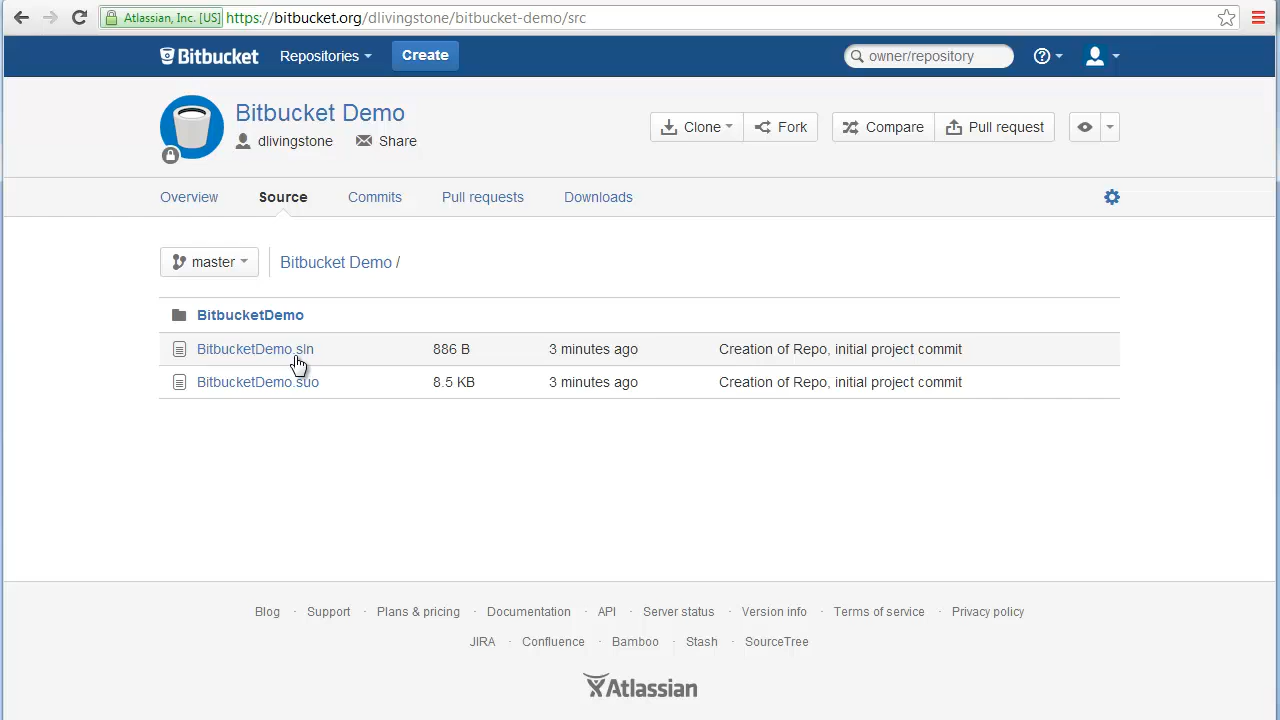 Atlassian, Inc. [US] https://bitbucket.org/dlivingstone/bitbucket-demo/src
Bitbucket Repositories Create owner/repository
Bitbucket Demo
dlivingstone Share
Clone Fork Compare Pull request
Overview Source Commits Pull requests Downloads
master Bitbucket Demo /
BitbucketDemo
BitbucketDemo.sln 886 B 3 minutes ago Creation of Repo, initial project commit
BitbucketDemo.suo 8.5 KB 3 minutes ago Creation of Repo, initial project commit
Blog · Support · Plans & pricing · Documentation · API · Server status · Version info · Terms of service · Privacy policy
JIRA · Confluence · Bamboo · Stash · SourceTree
Atlassian